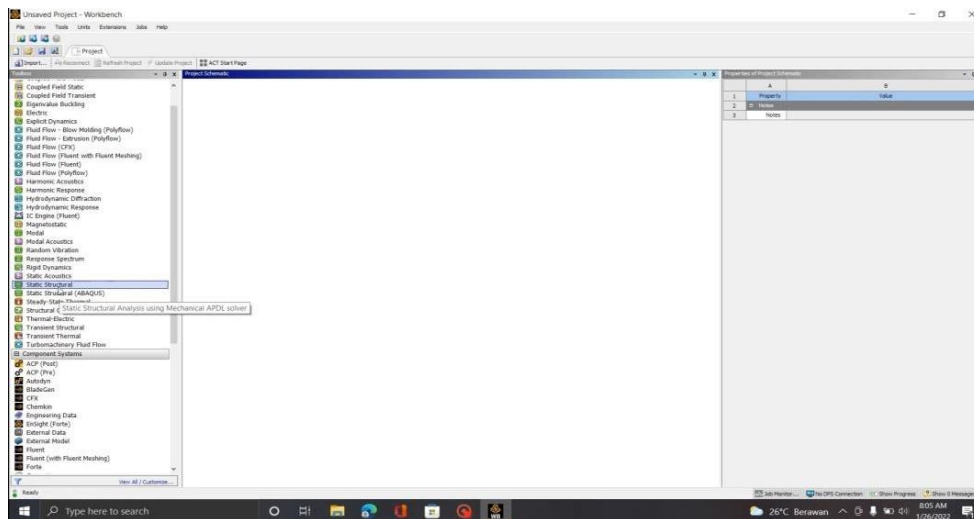 Unsaved Project - Workbench
File View Tools Units Extensions Jobs Help
Project
Import... Reconnect Refresh Project Update Project ACT Start Page
Toolbox
Project Schematic
Properties of Project Schematic
Coupled Field Static
Coupled Field Transient
Eigenvalue Buckling
Electric
Explicit Dynamics
Fluid Flow - Blow Molding (Polyflow)
Fluid Flow - Extrusion (Polyflow)
Fluid Flow (CFX)
Fluid Flow (Fluent with Fluent Meshing)
Fluid Flow (Fluent)
Fluid Flow (Polyflow)
Harmonic Acoustics
Harmonic Response
Hydrodynamic Diffraction
Hydrodynamic Response
IC Engine (Fluent)
Magnetostatic
Modal
Modal Acoustics
Random Vibration
Response Spectrum
Rigid Dynamics
Static Acoustics
Static Structural
Static Structural (ABAQUS)
Steady-State Thermal
Static Structural Analysis using Mechanical APDL solver
Structural
Thermal-Electric
Transient Structural
Transient Thermal
Turbomachinery Fluid Flow
Component Systems
ACP (Post)
ACP (Pre)
Autodyn
BladeGen
CFX
Chemkin
Engineering Data
EnSight (Forte)
External Data
External Model
Fluent
Fluent (with Fluent Meshing)
Forte
View All / Customize...
A B
1 Property Value
2 Notes
3 Notes
Ready
Job Monitor... No DPS Connection Show Progress Show 0 Messages
Type here to search
26°C Berawan
8:05 AM
1/26/2022